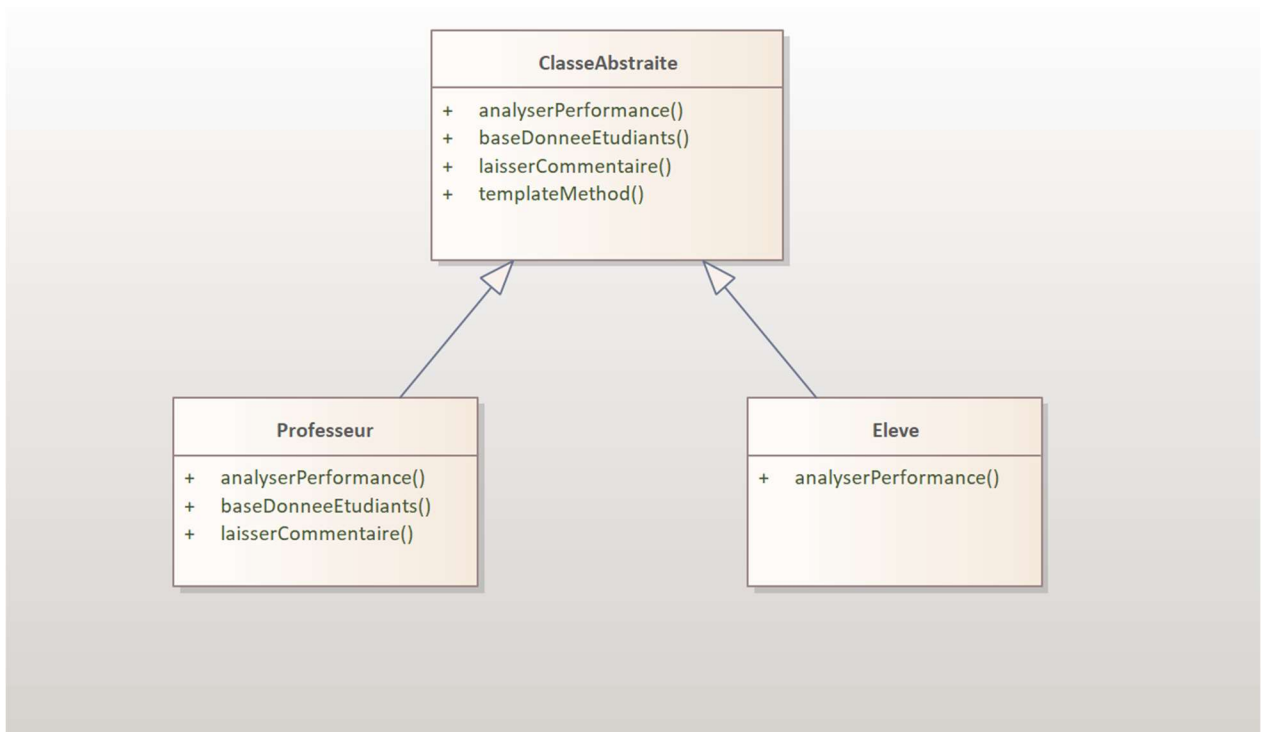 ClasseAbstraite
+ analyserPerformance()
+ baseDonneeEtudiants()
+ laisserCommentaire()
+ templateMethod()
Professeur
+ analyserPerformance()
+ baseDonneeEtudiants()
+ laisserCommentaire()
Eleve
+ analyserPerformance()